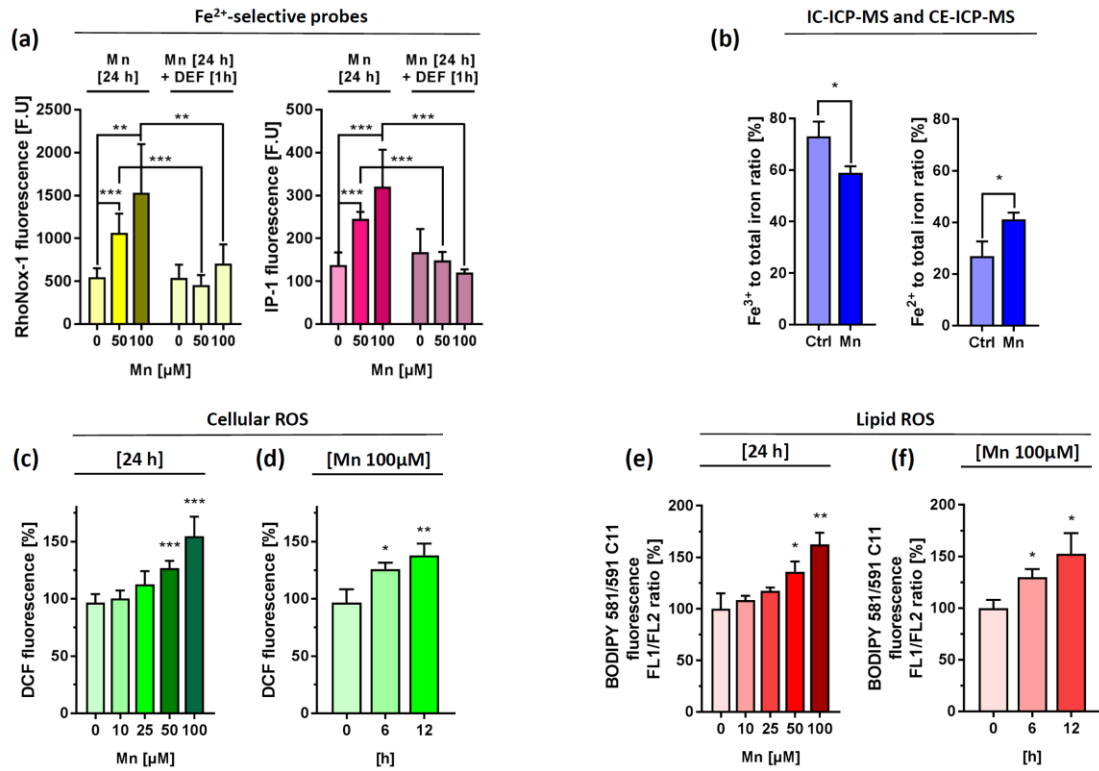 Fe²⁺-selective probes
(a)
Mn
[24 h]
Mn [24 h]
+ DEF [1h]
RhoNox-1 fluorescence [F.U]
2500
2000
1500
1000
500
0
**
***
***
**
0 50 100 0 50 100
Mn [µM]
Mn
[24 h]
Mn [24 h]
+ DEF [1h]
IP-1 fluorescence [F.U]
500
400
300
200
100
0
***
***
***
***
0 50 100 0 50 100
Mn [µM]
IC-ICP-MS and CE-ICP-MS
(b)
Fe³⁺ to total iron ratio [%]
80
60
40
20
0
*
Ctrl Mn
Fe²⁺ to total iron ratio [%]
80
60
40
20
0
*
Ctrl Mn
Cellular ROS
(c)
[24 h]
DCF fluorescence [%]
150
100
50
0
***
***
0 10 25 50 100
Mn [µM]
(d)
[Mn 100µM]
DCF fluorescence [%]
150
100
50
0
*
**
0 6 12
[h]
Lipid ROS
(e)
[24 h]
BODIPY 581/591 C11
fluorescence
FL1/FL2 ratio [%]
200
150
100
50
0
*
**
0 10 25 50 100
Mn [µM]
(f)
[Mn 100µM]
BODIPY 581/591 C11
fluorescence
FL1/FL2 ratio [%]
200
150
100
50
0
*
*
0 6 12
[h]